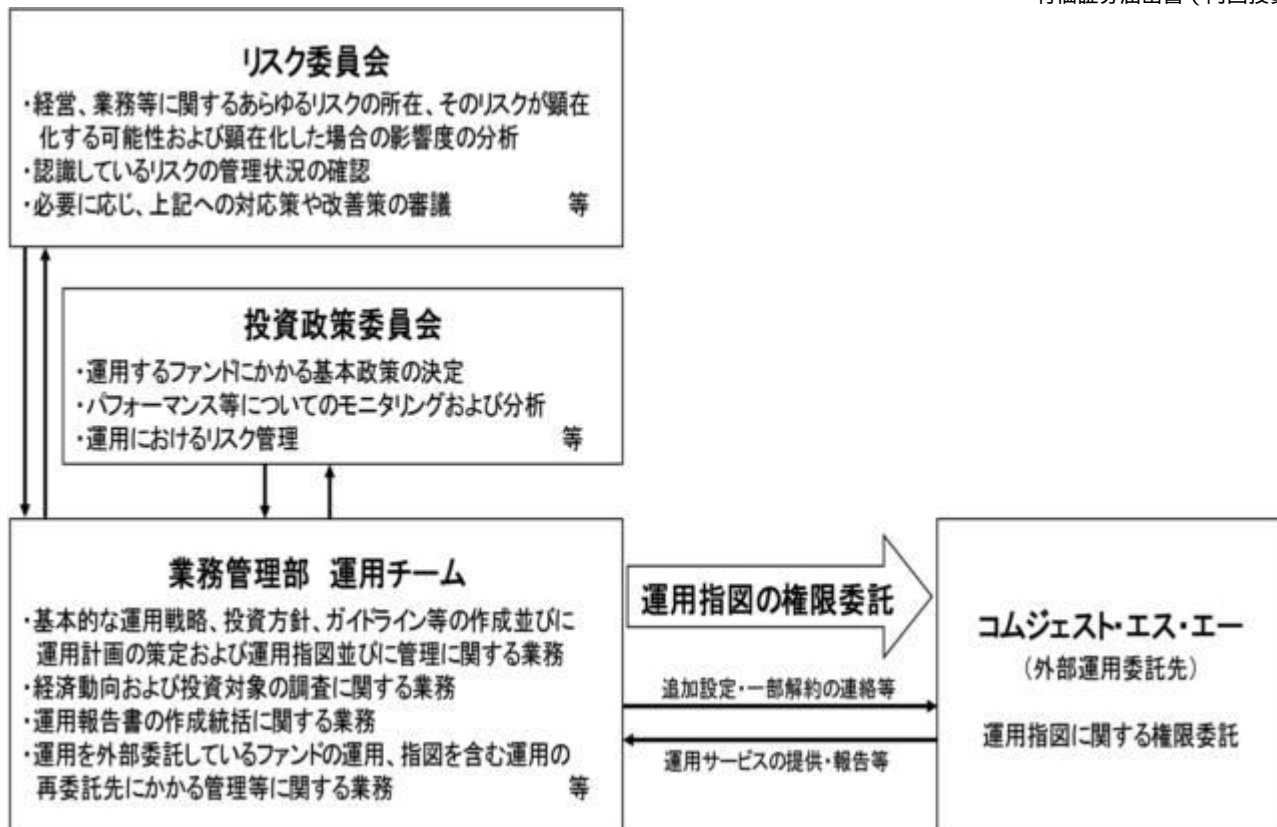 リスク委員会
・経営、業務等に関するあらゆるリスクの所在、そのリスクが顕在
化する可能性および顕在化した場合の影響度の分析
・認識しているリスクの管理状況の確認
・必要に応じ、上記への対応策や改善策の審議 等
投資政策委員会
・運用するファンドにかかる基本政策の決定
・パフォーマンス等についてのモニタリングおよび分析
・運用におけるリスク管理 等
業務管理部 運用チーム
・基本的な運用戦略、投資方針、ガイドライン等の作成並びに
運用計画の策定および運用指図並びに管理に関する業務
・経済動向および投資対象の調査に関する業務
・運用報告書の作成統括に関する業務
・運用を外部委託しているファンドの運用、指図を含む運用の
再委託先にかかる管理等に関する業務 等
運用指図の権限委託
追加設定・一部解約の連絡等
運用サービスの提供・報告等
コムジェスト・エス・エー
（外部運用委託先）
運用指図に関する権限委託